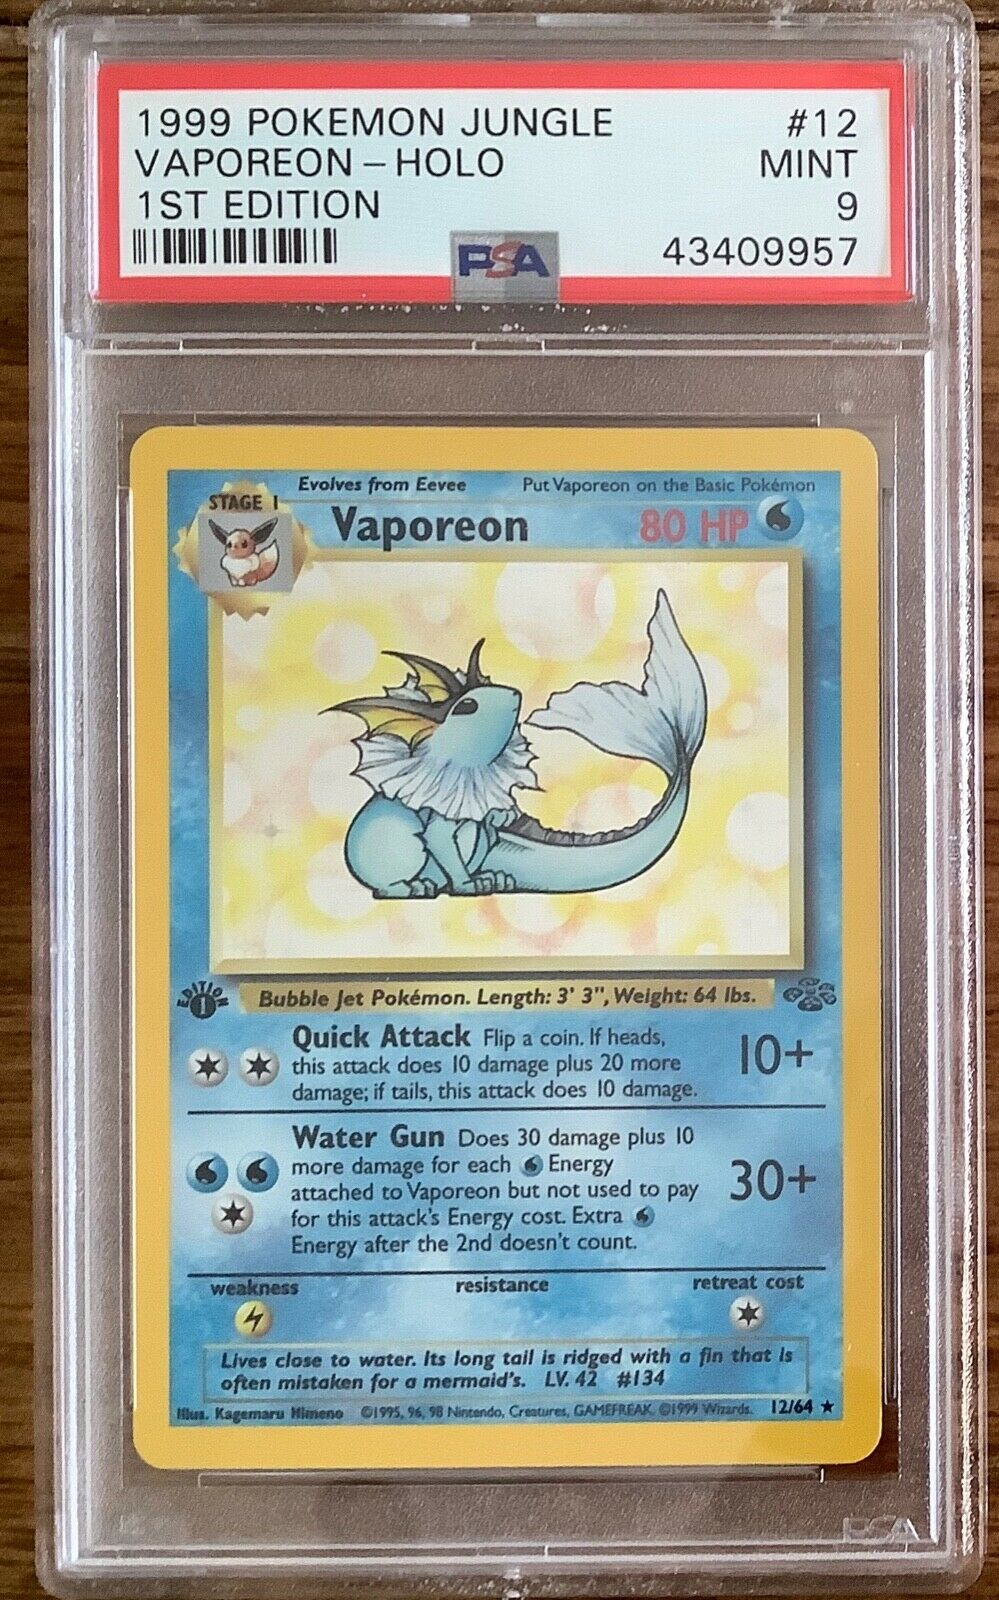 1999 POKEMON JUNGLE #12
VAPOREON – HOLO MINT
1ST EDITION 9
43409957
PSA
Evolves from Eevee Put Vaporeon on the Basic Pokémon
STAGE 1
Vaporeon 80 HP
EDITION 1
Bubble Jet Pokémon. Length: 3' 3", Weight: 64 lbs.
Quick Attack Flip a coin. If heads,
this attack does 10 damage plus 20 more 10+
damage; if tails, this attack does 10 damage.
Water Gun Does 30 damage plus 10
more damage for each Energy
attached to Vaporeon but not used to pay 30+
for this attack's Energy cost. Extra
Energy after the 2nd doesn't count.
weakness resistance retreat cost
Lives close to water. Its long tail is ridged with a fin that is
often mistaken for a mermaid's. LV. 42 #134
Illus. Kagemaru Himeno ©1995, 96, 98 Nintendo, Creatures, GAMEFREAK. ©1999 Wizards. 12/64 ★
PSA